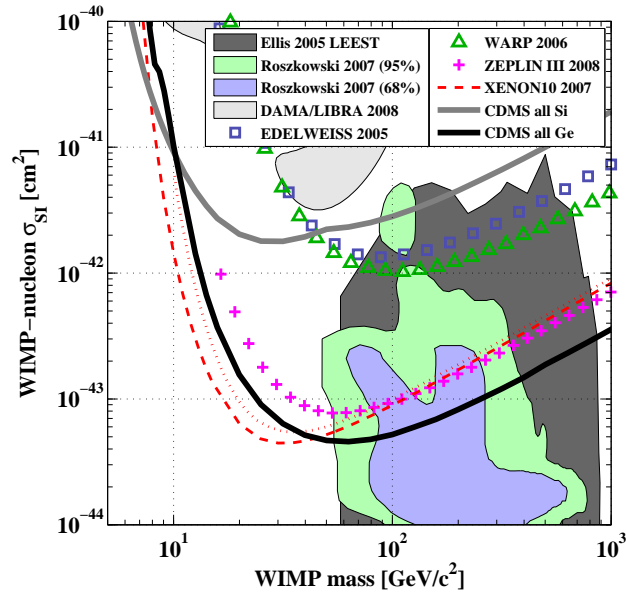 10^−40
10^−41
10^−42
10^−43
10^−44
WIMP−nucleon σ_SI [cm^2]
Ellis 2005 LEEST
Roszkowski 2007 (95%)
Roszkowski 2007 (68%)
DAMA/LIBRA 2008
EDELWEISS 2005
WARP 2006
ZEPLIN III 2008
XENON10 2007
CDMS all Si
CDMS all Ge
10^1
10^2
10^3
WIMP mass [GeV/c^2]